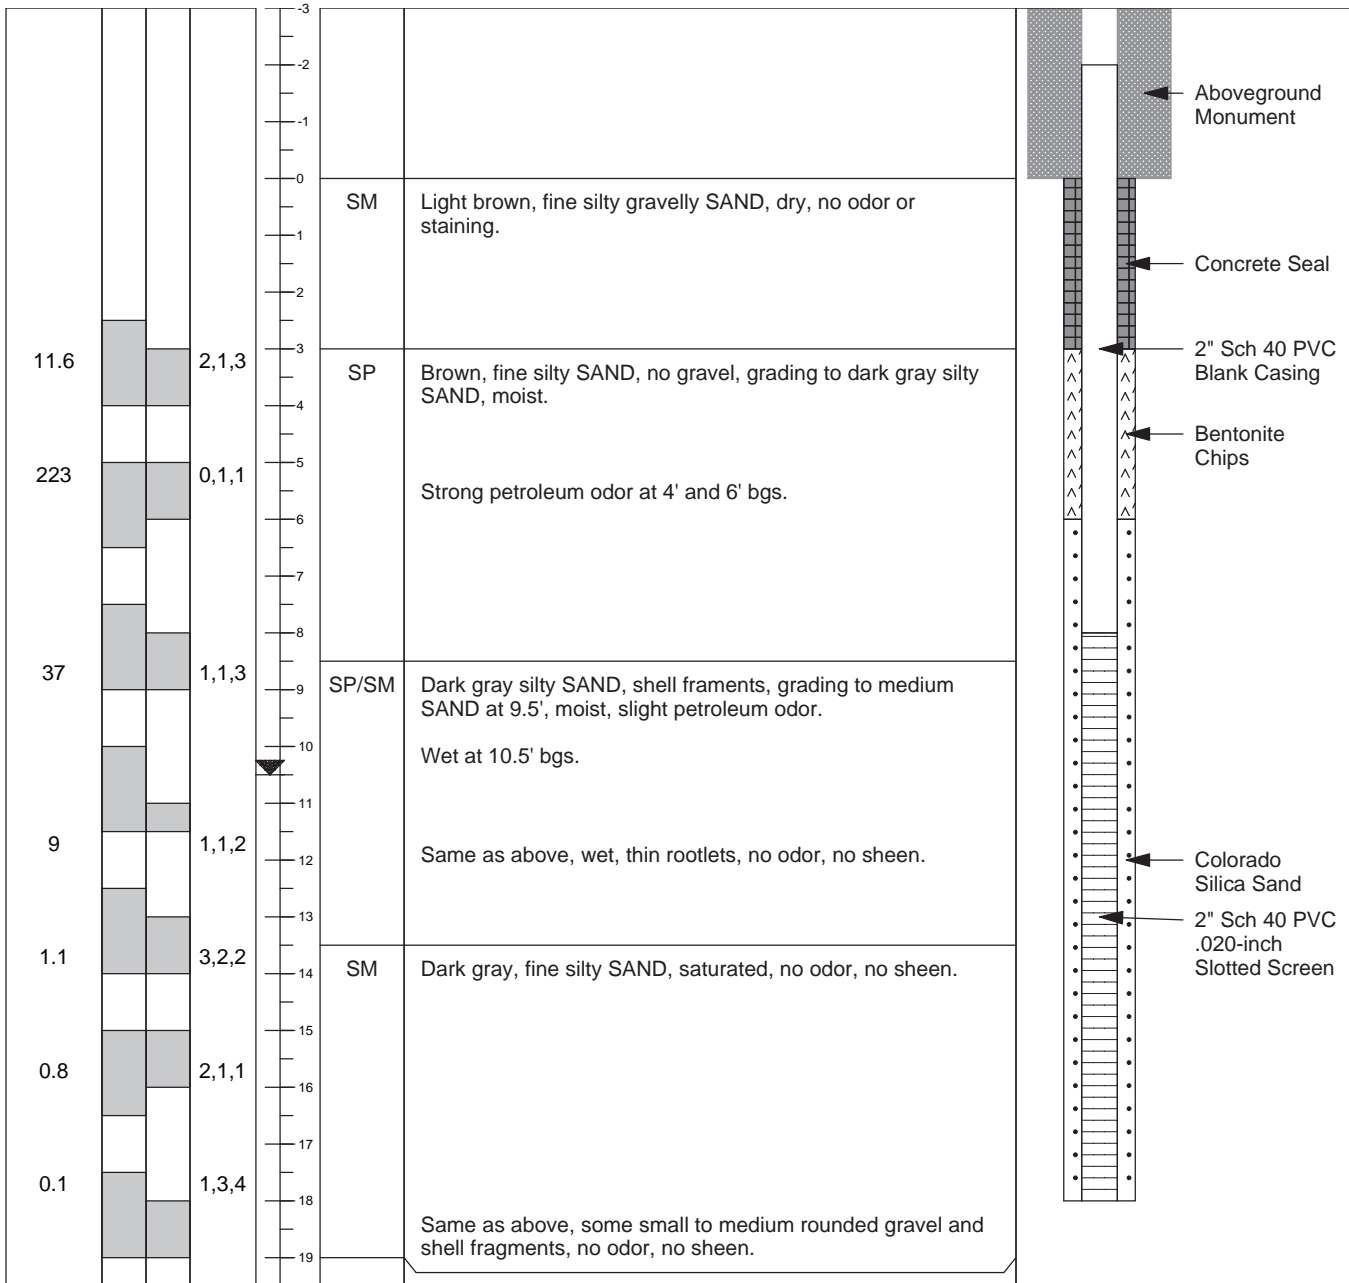 -3
-2
Aboveground
Monument
-1
0
SM
Light brown, fine silty gravelly SAND, dry, no odor or
staining.
1
Concrete Seal
2
3
11.6
2,1,3
SP
Brown, fine silty SAND, no gravel, grading to dark gray silty
SAND, moist.
2" Sch 40 PVC
Blank Casing
4
Bentonite
Chips
5
223
0,1,1
Strong petroleum odor at 4' and 6' bgs.
6
7
8
37
1,1,3
9
SP/SM
Dark gray silty SAND, shell framents, grading to medium
SAND at 9.5', moist, slight petroleum odor.
10
Wet at 10.5' bgs.
11
9
1,1,2
12
Same as above, wet, thin rootlets, no odor, no sheen.
Colorado
Silica Sand
13
2" Sch 40 PVC
.020-inch
Slotted Screen
1.1
3,2,2
14
SM
Dark gray, fine silty SAND, saturated, no odor, no sheen.
15
0.8
2,1,1
16
17
0.1
1,3,4
18
Same as above, some small to medium rounded gravel and
shell fragments, no odor, no sheen.
19